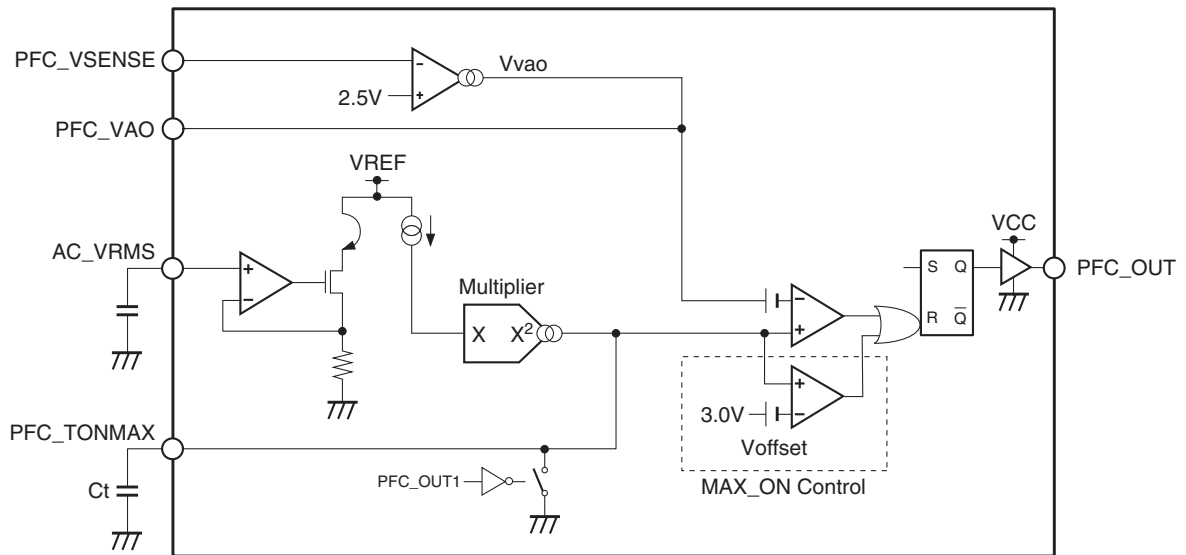 PFC_VSENSE
Vvao
−
+
2.5V
PFC_VAO
VREF
VCC
AC_VRMS
+
−
Multiplier
X X²
−
+
S Q
R Q̅
PFC_OUT
+
−
3.0V
Voffset
MAX_ON Control
PFC_TONMAX
Ct
PFC_OUT1